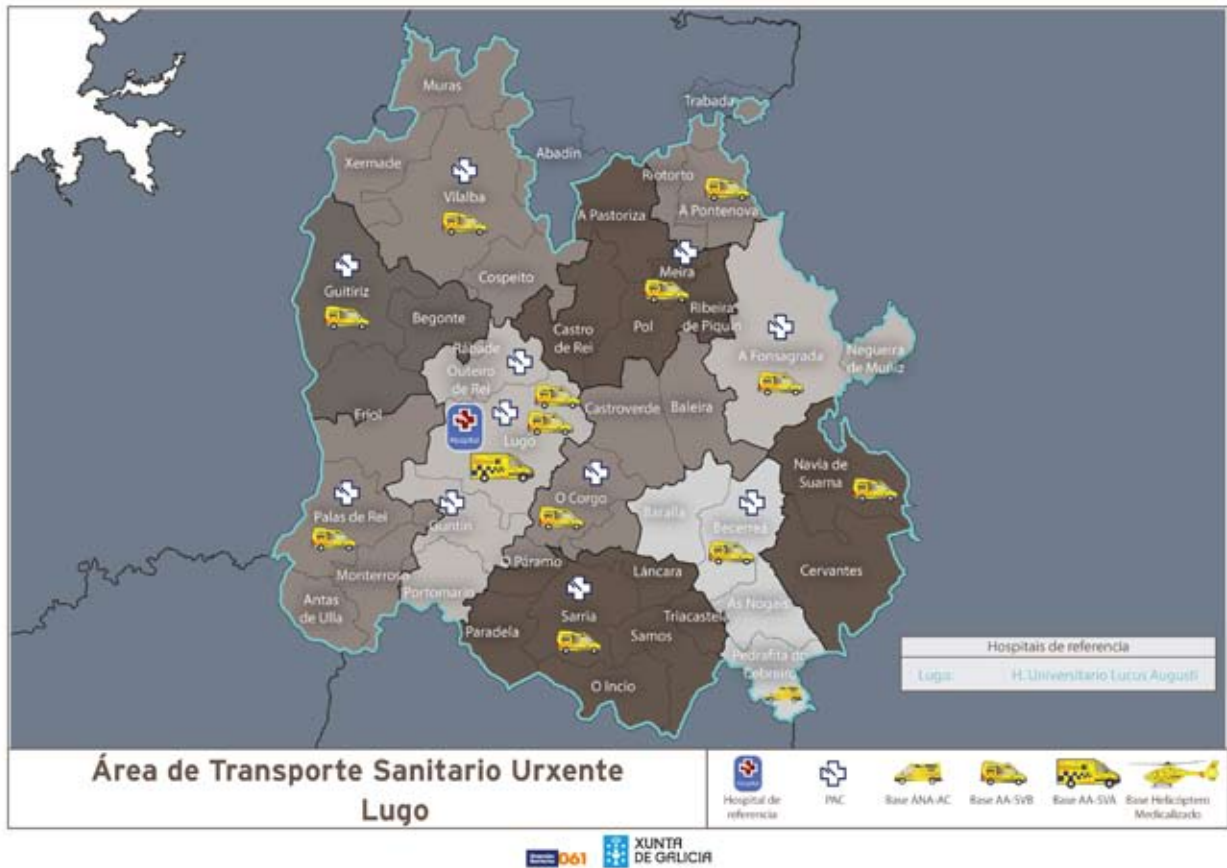 Muras
Trabada
Abadín
Xermade
Riotorto
Vilalba
A Pastoriza
A Pontenova
Meira
Cospeito
Guitiriz
Begonte
Ribeira
de Piquín
Castro
de Rei
Pol
A Fonsagrada
Negueira
de Muñiz
Rábade
Outeiro
de Rei
Friol
Castroverde
Baleira
Hospital
Lugo
Navia de
Suarna
O Corgo
Baralla
Becerreá
Palas de Rei
Guntín
O Páramo
Láncara
Cervantes
Monterroso
Portomarín
Antas
de Ulla
Sarria
Triacastela
As Nogais
Paradela
Samos
Pedrafita do
Cebreiro
O Incio
Hospitais de referencia
Lugo: H. Universitario Lucus Augusti
Área de Transporte Sanitario Urxente
Lugo
Hospital
Hospital de
referencia
PAC
Base ANA-AC
Base AA-SVB
Base AA-SVA
Base Helicóptero
Medicalizado
061
XUNTA
DE GALICIA